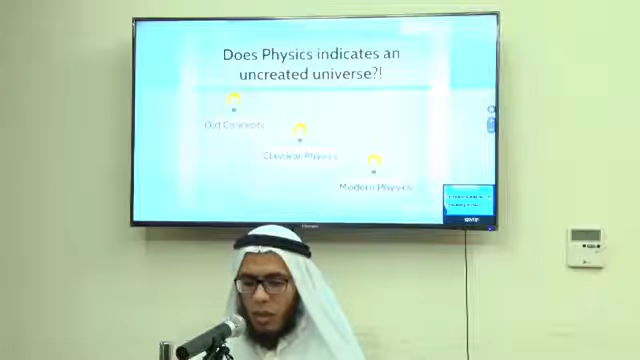 Does Physics indicates an
uncreated universe?!
Old Concepts
Classical Physics
Modern Physics